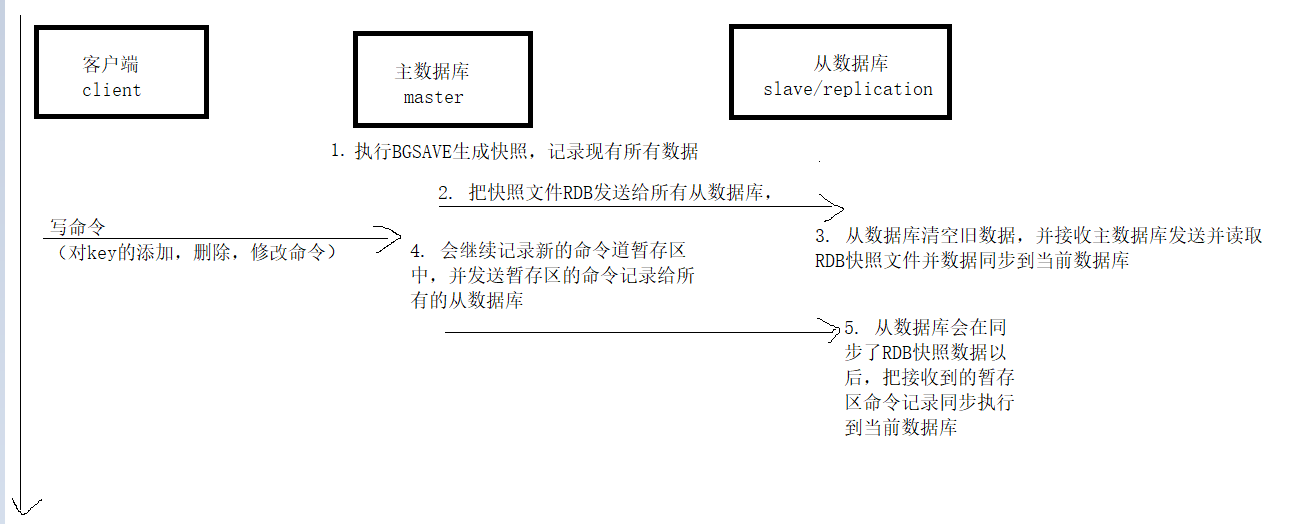 客户端
client
主数据库
master
从数据库
slave/replication
1. 执行BGSAVE生成快照，记录现有所有数据
2. 把快照文件RDB发送给所有从数据库，
写命令
（对key的添加，删除，修改命令）
3. 从数据库清空旧数据，并接收主数据库发送并读取
RDB快照文件并数据同步到当前数据库
4. 会继续记录新的命令道暂存区
中，并发送暂存区的命令记录给所
有的从数据库
5. 从数据库会在同
步了RDB快照数据以
后，把接收到的暂存
区命令记录同步执行
到当前数据库